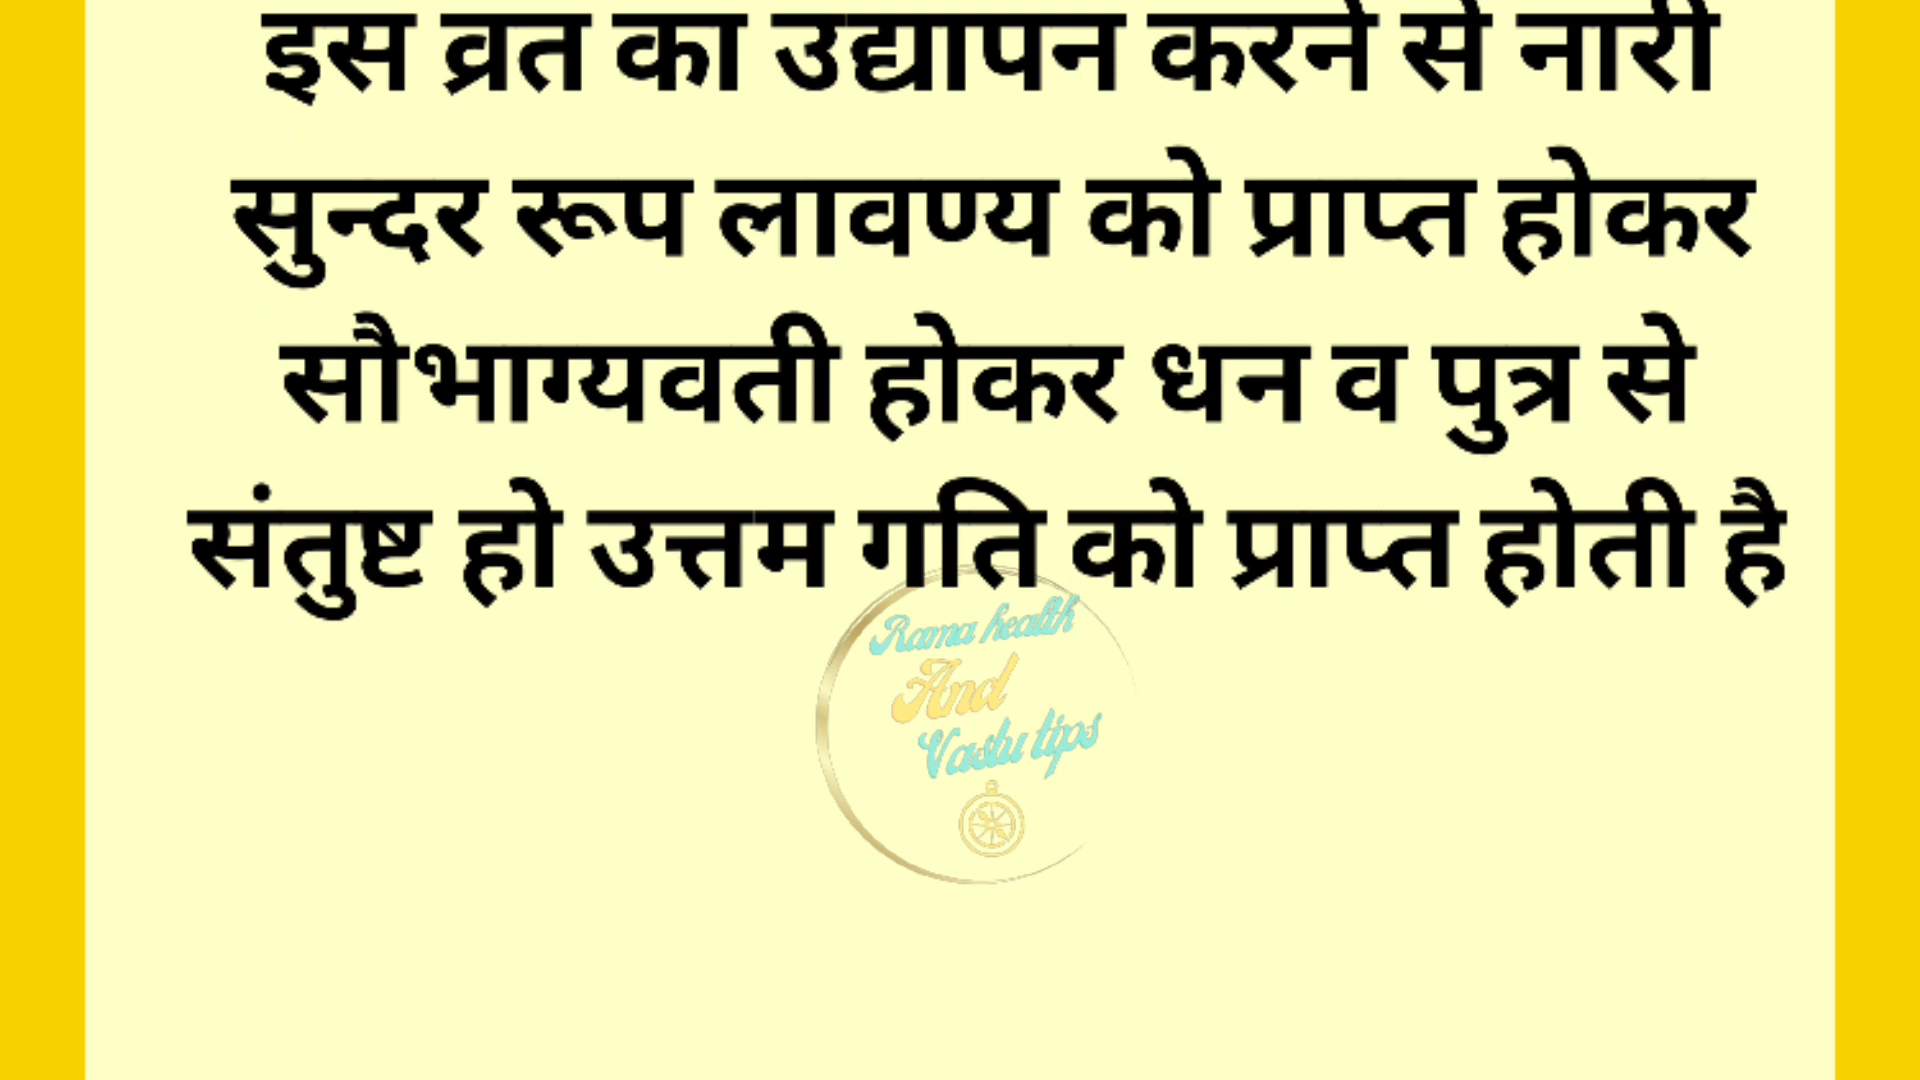 इस व्रत का उद्यापन करने से नारी
सुन्दर रूप लावण्य को प्राप्त होकर
सौभाग्यवती होकर धन व पुत्र से
संतुष्ट हो उत्तम गति को प्राप्त होती है
Rama health
And
Vastu tips